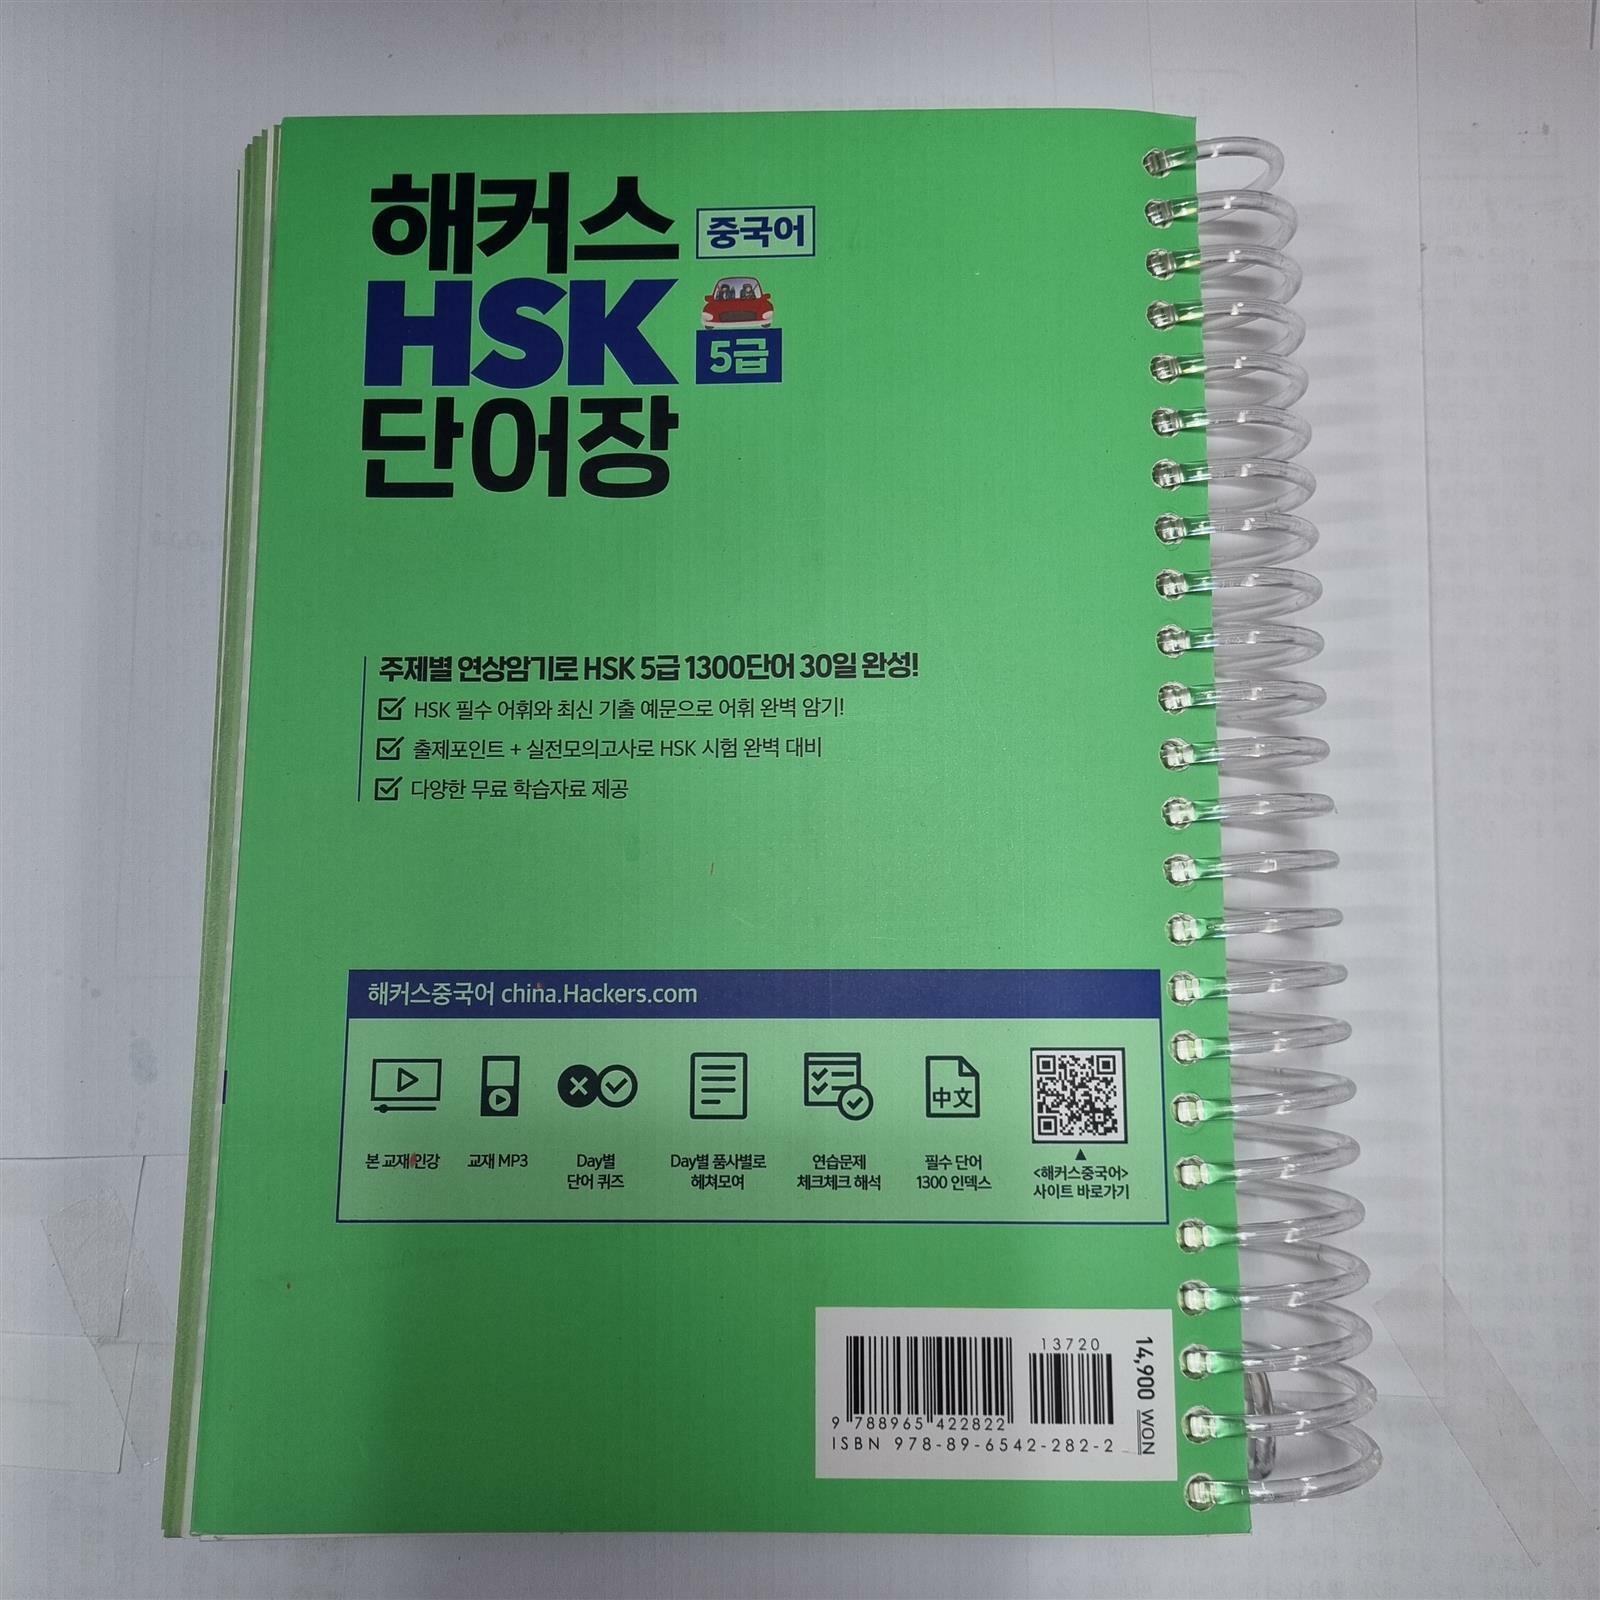 해커스 중국어
HSK 5급
단어장
주제별 연상암기로 HSK 5급 1300단어 30일 완성!
HSK 필수 어휘와 최신 기출 예문으로 어휘 완벽 암기!
출제포인트 + 실전모의고사로 HSK 시험 완벽 대비
다양한 무료 학습자료 제공
해커스중국어 china.Hackers.com
中文
본 교재 인강
교재 MP3
Day별
단어 퀴즈
Day별 품사별로
헤쳐모여
연습문제
체크체크 해석
필수 단어
1300 인덱스
<해커스중국어>
사이트 바로가기
13720
9 788965 422822
ISBN 978-89-6542-282-2
14,900 WON